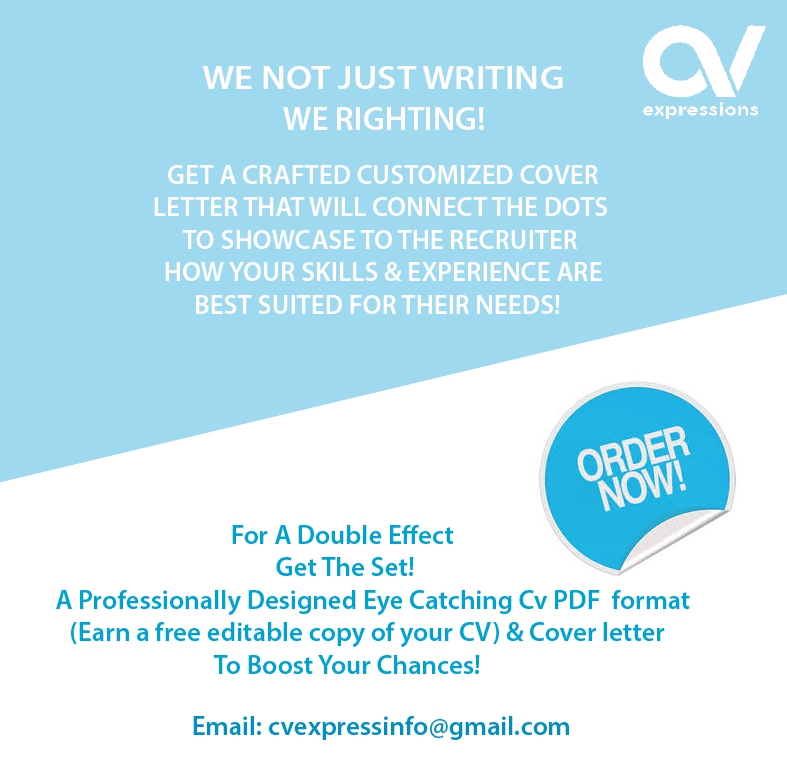 CV
expressions
WE NOT JUST WRITING
WE RIGHTING!
GET A CRAFTED CUSTOMIZED COVER
LETTER THAT WILL CONNECT THE DOTS
TO SHOWCASE TO THE RECRUITER
HOW YOUR SKILLS & EXPERIENCE ARE
BEST SUITED FOR THEIR NEEDS!
ORDER
NOW!
For A Double Effect
Get The Set!
A Professionally Designed Eye Catching Cv PDF format
(Earn a free editable copy of your CV) & Cover letter
To Boost Your Chances!
Email: cvexpressinfo@gmail.com